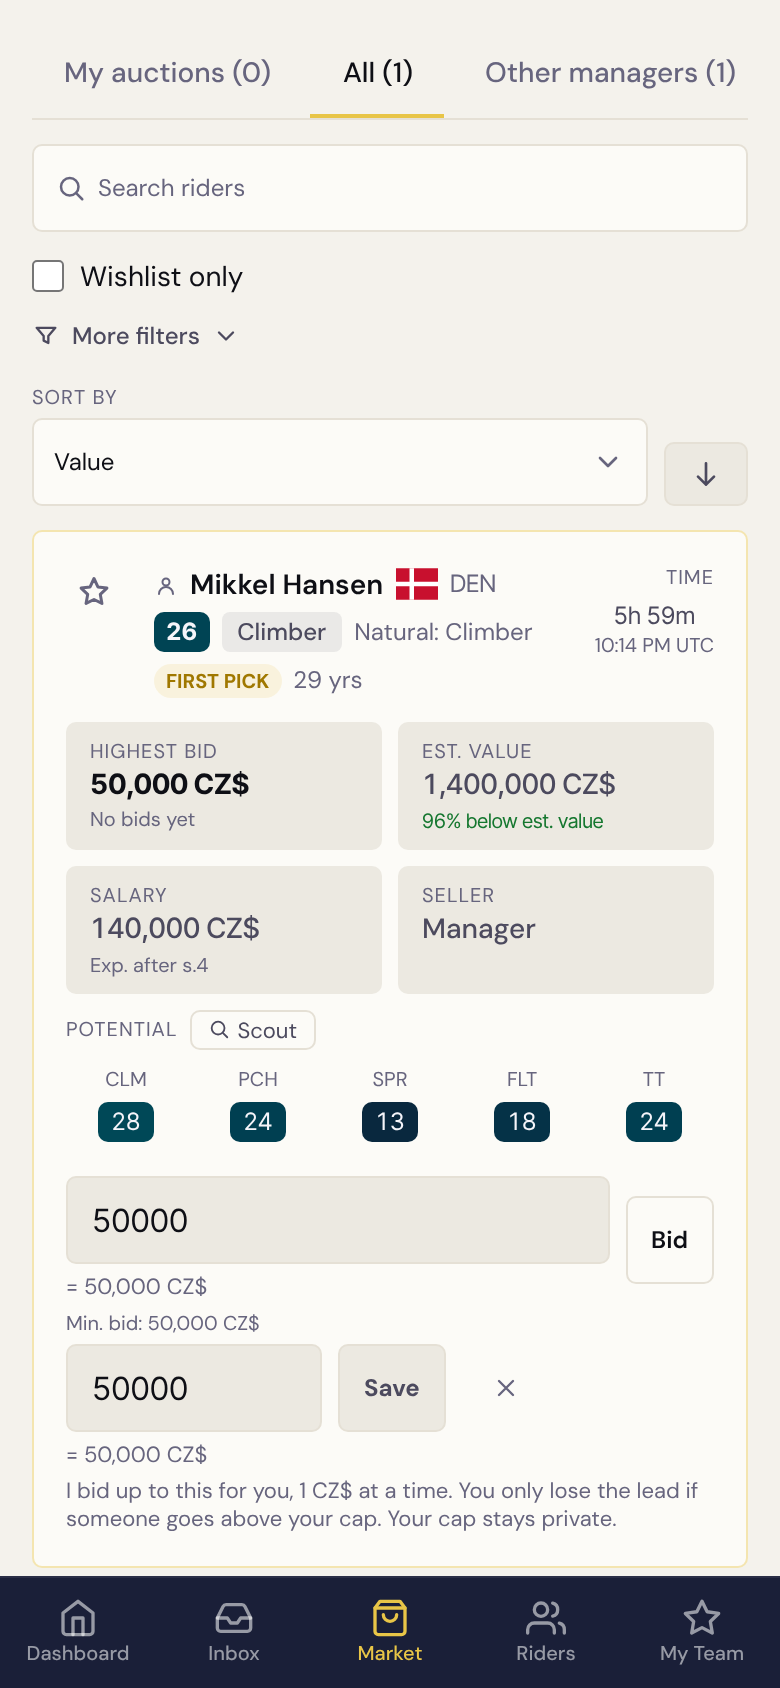 My auctions (0)
All (1)
Other managers (1)
Search riders
Wishlist only
More filters
SORT BY
Value
Mikkel Hansen DEN
26 Climber Natural: Climber
FIRST PICK 29 yrs
TIME
5h 59m
10:14 PM UTC
HIGHEST BID
50,000 CZ$
No bids yet
EST. VALUE
1,400,000 CZ$
96% below est. value
SALARY
140,000 CZ$
Exp. after s.4
SELLER
Manager
POTENTIAL Scout
CLM PCH SPR FLT TT
28 24 13 18 24
50000
Bid
= 50,000 CZ$
Min. bid: 50,000 CZ$
50000 Save
= 50,000 CZ$
I bid up to this for you, 1 CZ$ at a time. You only lose the lead if
someone goes above your cap. Your cap stays private.
Dashboard Inbox Market Riders My Team